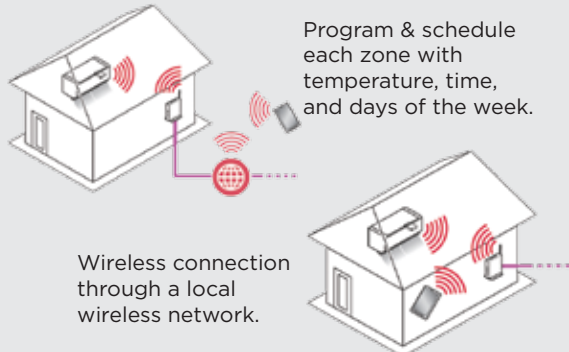 Program & schedule
each zone with
temperature, time,
and days of the week.
Wireless connection
through a local
wireless network.